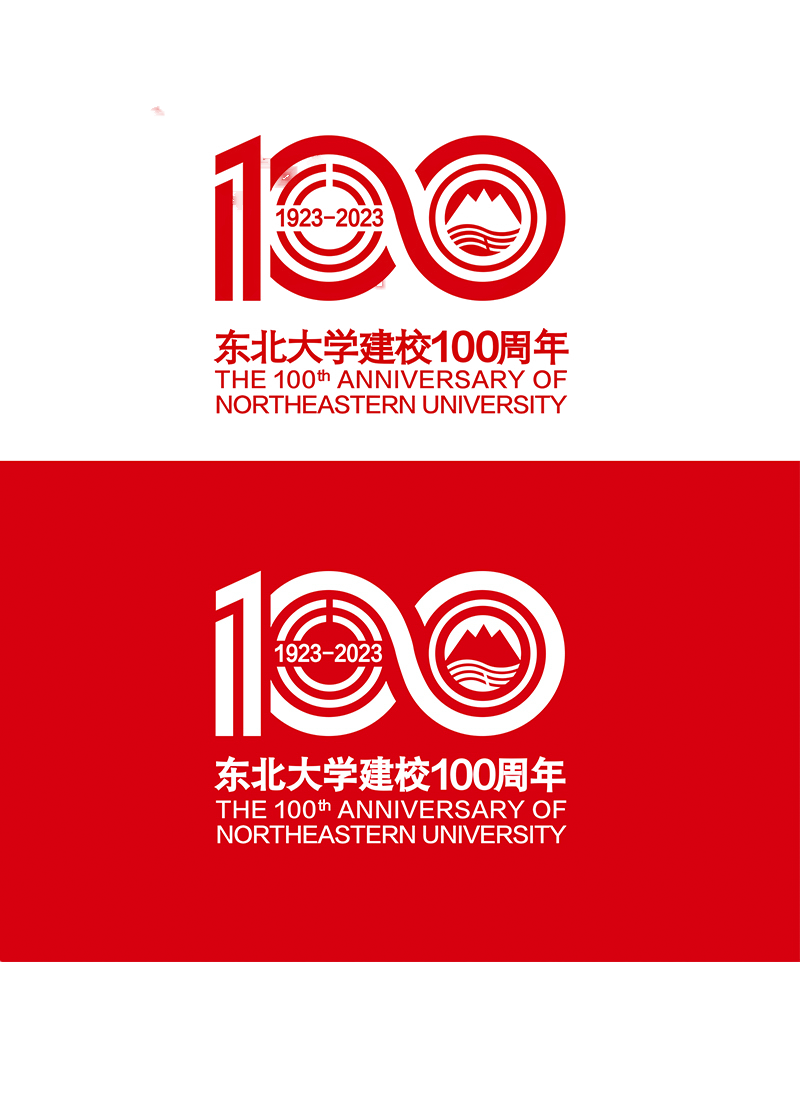 100
1923-2023
东北大学建校100周年
THE 100th ANNIVERSARY OF
NORTHEASTERN UNIVERSITY
100
1923-2023
东北大学建校100周年
THE 100th ANNIVERSARY OF
NORTHEASTERN UNIVERSITY